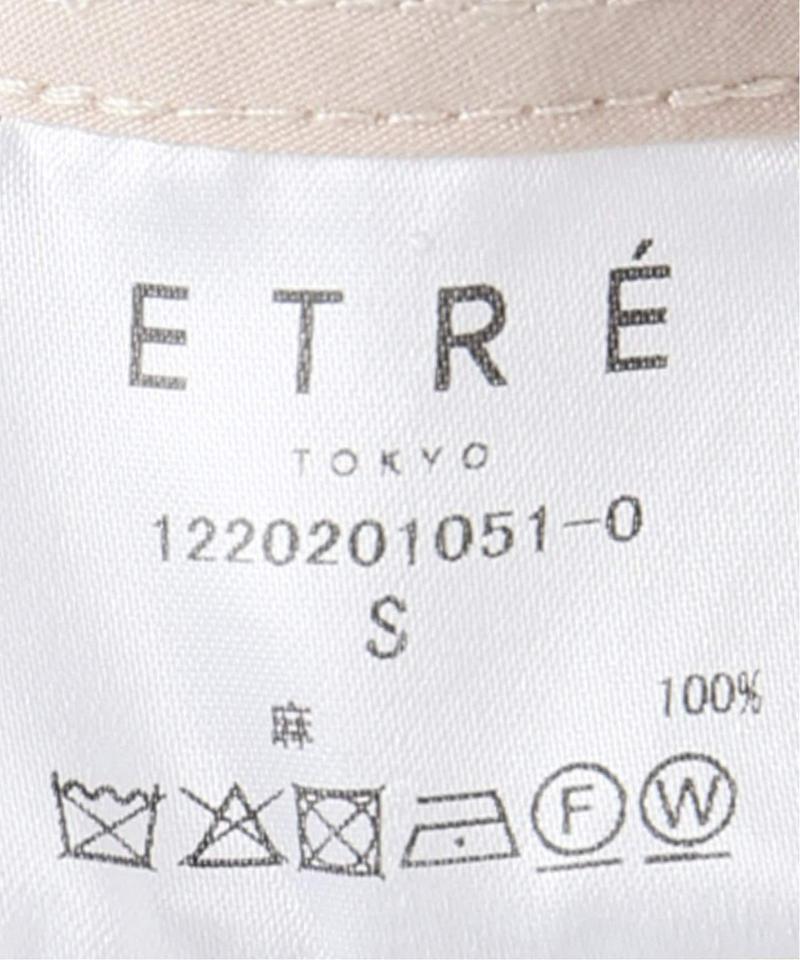 ETRÉ
TOKYO
1220201051-0
S
麻 100%
F W